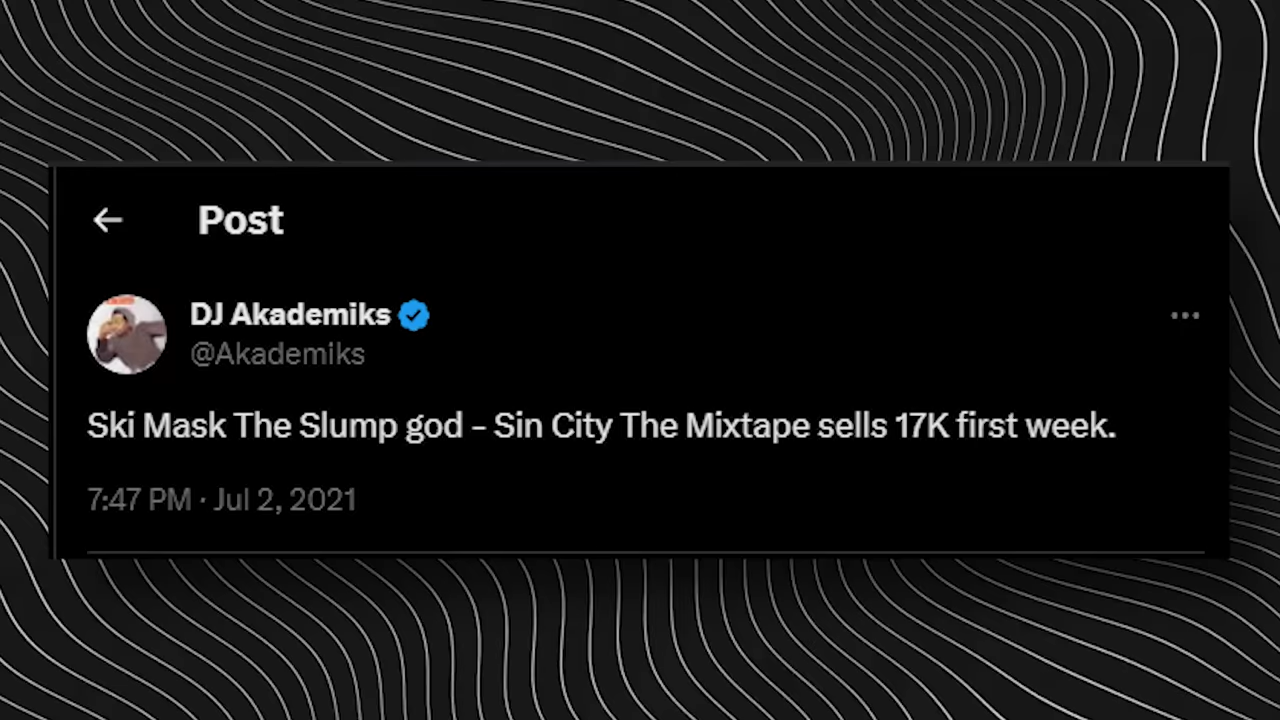 Post
DJ Akademiks
@Akademiks
Ski Mask The Slump god – Sin City The Mixtape sells 17K first week.
7:47 PM · Jul 2, 2021